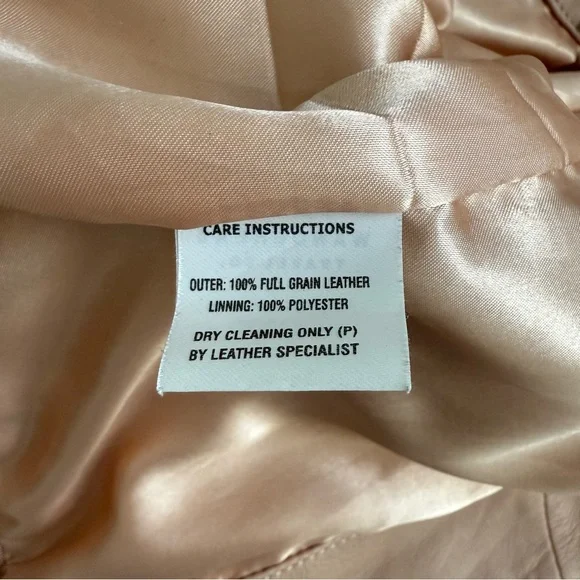 CARE INSTRUCTIONS
OUTER: 100% FULL GRAIN LEATHER
LINNING: 100% POLYESTER
DRY CLEANING ONLY (P)
BY LEATHER SPECIALIST